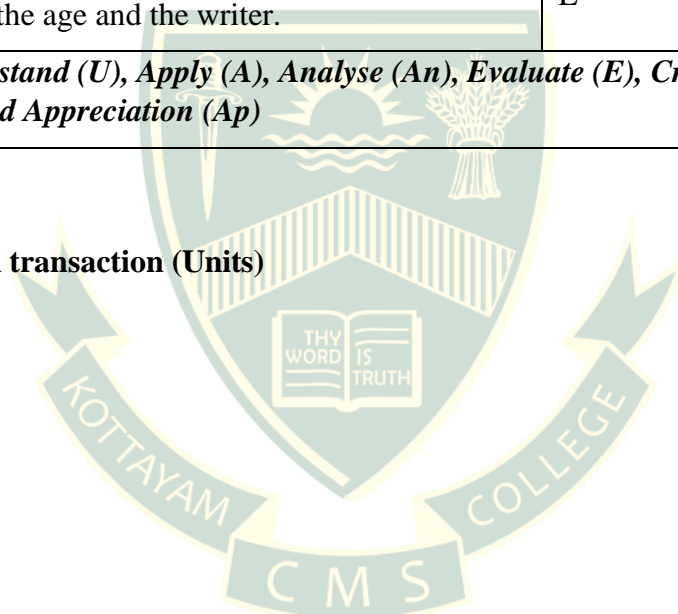 the age and the writer.
E
stand (U), Apply (A), Analyse (An), Evaluate (E), Cr
d Appreciation (Ap)
transaction (Units)
THY
WORD IS
TRUTH
KOTTAYAM
COLLEGE
CMS